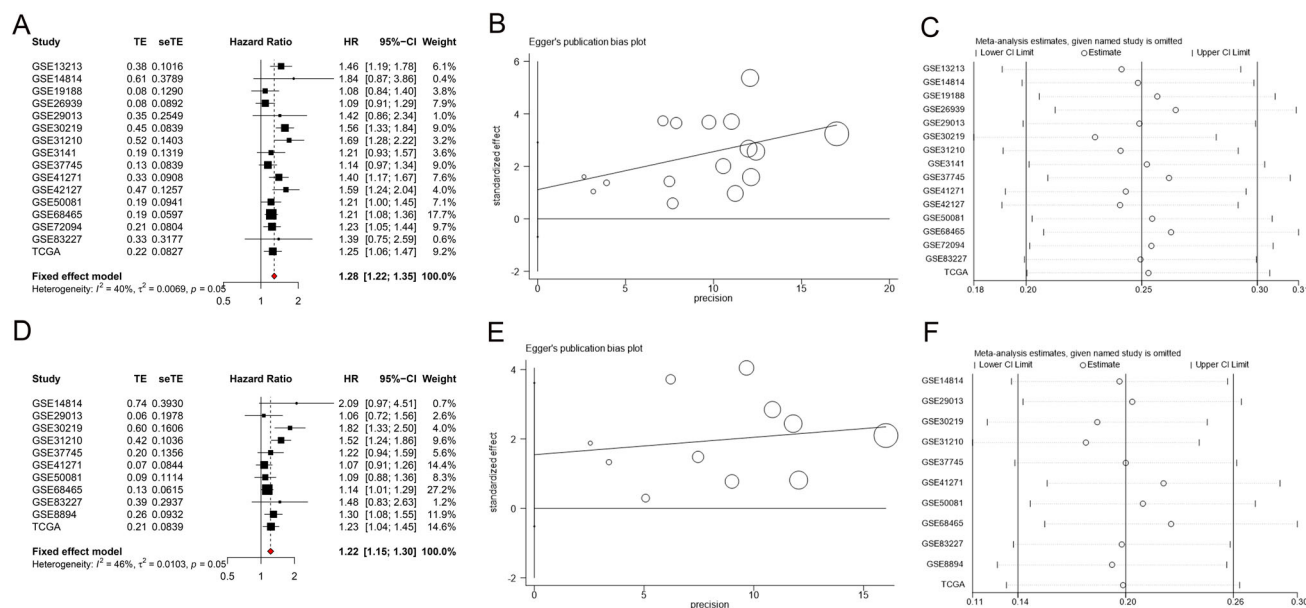 A
Study TE seTE Hazard Ratio HR 95%-CI Weight
GSE13213 0.38 0.1016 1.46 [1.19; 1.78] 6.1%
GSE14814 0.61 0.3789 1.84 [0.87; 3.86] 0.4%
GSE19188 0.08 0.1290 1.08 [0.84; 1.40] 3.8%
GSE26939 0.08 0.0892 1.09 [0.91; 1.29] 7.9%
GSE29013 0.35 0.2549 1.42 [0.86; 2.34] 1.0%
GSE30219 0.45 0.0839 1.56 [1.33; 1.84] 9.0%
GSE31210 0.52 0.1403 1.69 [1.28; 2.22] 3.2%
GSE3141 0.19 0.1319 1.21 [0.93; 1.57] 3.6%
GSE37745 0.13 0.0839 1.14 [0.97; 1.34] 9.0%
GSE41271 0.33 0.0908 1.40 [1.17; 1.67] 7.6%
GSE42127 0.47 0.1257 1.59 [1.24; 2.04] 4.0%
GSE50081 0.19 0.0941 1.21 [1.00; 1.45] 7.1%
GSE68465 0.19 0.0597 1.21 [1.08; 1.36] 17.7%
GSE72094 0.21 0.0804 1.23 [1.05; 1.44] 9.7%
GSE83227 0.33 0.3177 1.39 [0.75; 2.59] 0.6%
TCGA 0.22 0.0827 1.25 [1.06; 1.47] 9.2%
Fixed effect model 1.28 [1.22; 1.35] 100.0%
Heterogeneity: I² = 40%, τ² = 0.0069, p = 0.05
0.5 1 2
B
Egger's publication bias plot
standardized effect
6
4
2
0
-2
0 5 10 15 20
precision
C
Meta-analysis estimates, given named study is omitted
Lower CI Limit Estimate Upper CI Limit
GSE13213
GSE14814
GSE19188
GSE26939
GSE29013
GSE30219
GSE31210
GSE3141
GSE37745
GSE41271
GSE42127
GSE50081
GSE68465
GSE72094
GSE83227
TCGA
0.18 0.20 0.25 0.30
D
Study TE seTE Hazard Ratio HR 95%-CI Weight
GSE14814 0.74 0.3930 2.09 [0.97; 4.51] 0.7%
GSE29013 0.06 0.1978 1.06 [0.72; 1.56] 2.6%
GSE30219 0.60 0.1606 1.82 [1.33; 2.50] 4.0%
GSE31210 0.42 0.1036 1.52 [1.24; 1.86] 9.6%
GSE37745 0.20 0.1356 1.22 [0.94; 1.59] 5.6%
GSE41271 0.07 0.0844 1.07 [0.91; 1.26] 14.4%
GSE50081 0.09 0.1114 1.09 [0.88; 1.36] 8.3%
GSE68465 0.13 0.0615 1.14 [1.01; 1.29] 27.2%
GSE83227 0.39 0.2937 1.48 [0.83; 2.63] 1.2%
GSE8894 0.26 0.0932 1.30 [1.08; 1.55] 11.9%
TCGA 0.21 0.0839 1.23 [1.04; 1.45] 14.6%
Fixed effect model 1.22 [1.15; 1.30] 100.0%
Heterogeneity: I² = 46%, τ² = 0.0103, p = 0.05
0.5 1 2
E
Egger's publication bias plot
standardized effect
4
2
0
-2
0 5 10 15
precision
F
Meta-analysis estimates, given named study is omitted
Lower CI Limit Estimate Upper CI Limit
GSE14814
GSE29013
GSE30219
GSE31210
GSE37745
GSE41271
GSE50081
GSE68465
GSE83227
GSE8894
TCGA
0.11 0.14 0.20 0.26 0.30